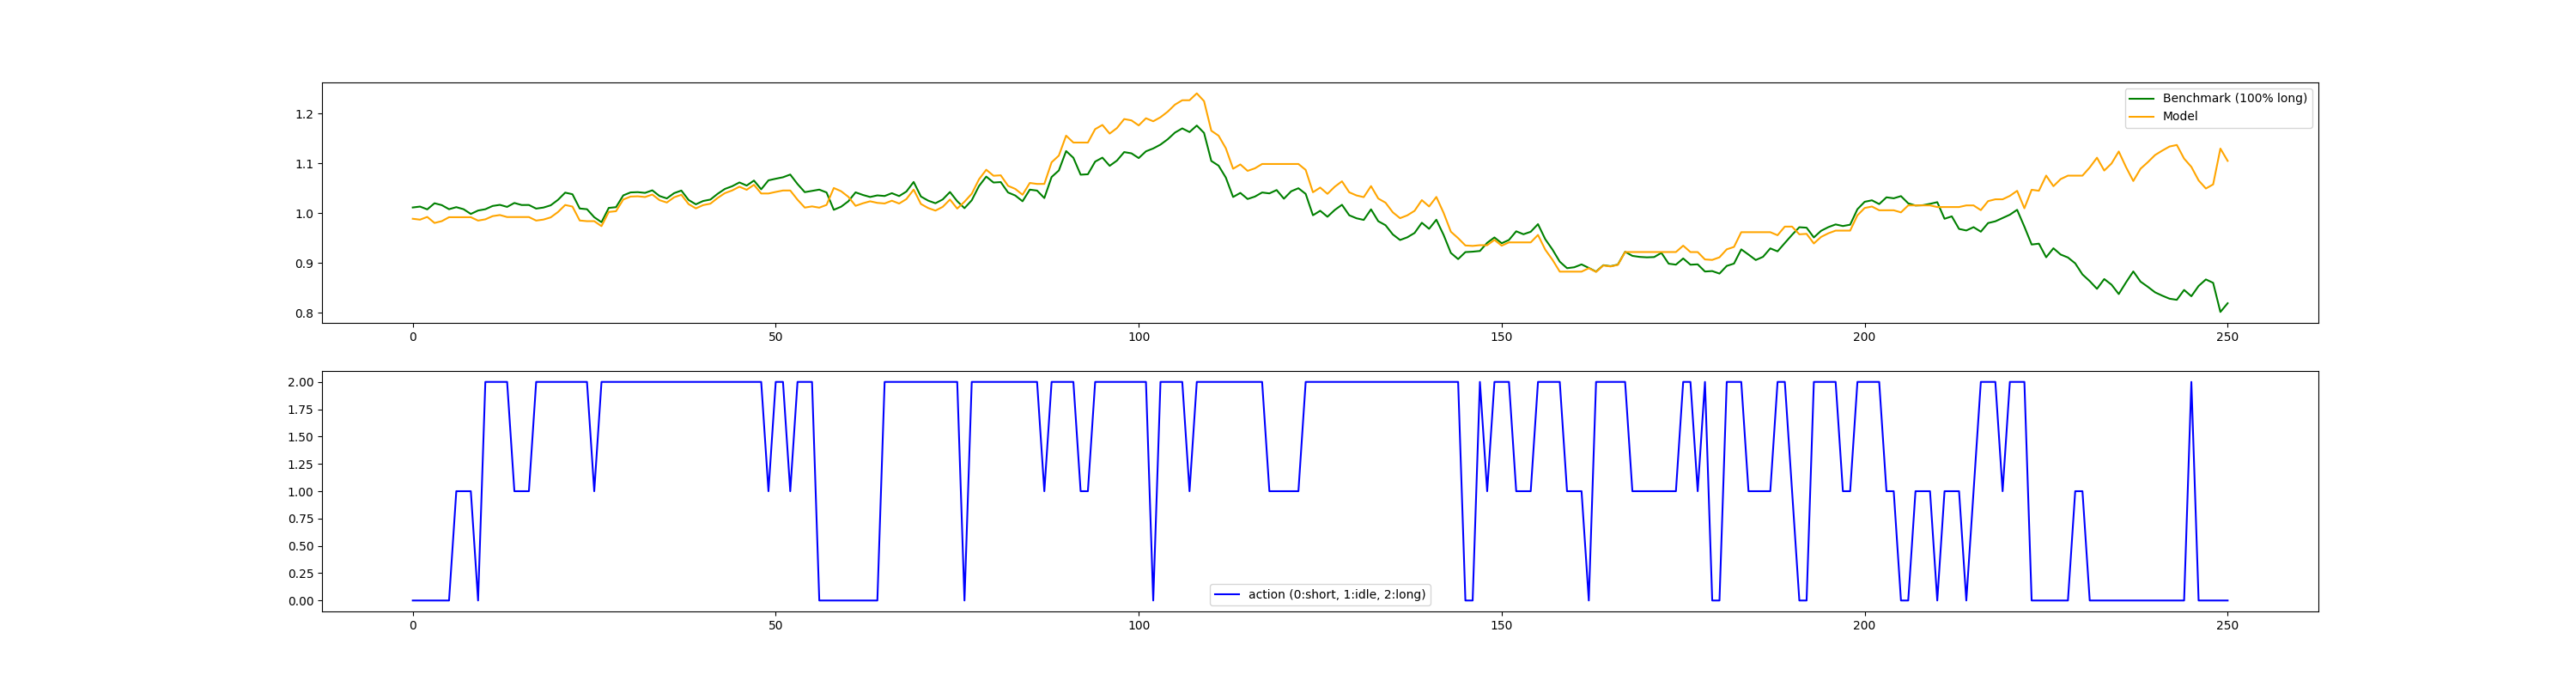 Benchmark (100% long)
Model
1.2
1.1
1.0
0.9
0.8
0 50 100 150 200 250
2.00
1.75
1.50
1.25
1.00
0.75
0.50
0.25
0.00
action (0:short, 1:idle, 2:long)
0 50 100 150 200 250